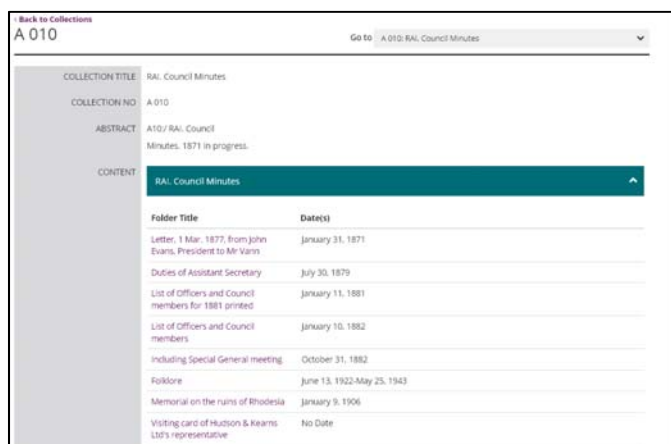 ‹ Back to Collections
A 010
Go to A 010: RAI. Council Minutes
COLLECTION TITLE RAI. Council Minutes
COLLECTION NO A 010
ABSTRACT A10:/ RAI. Council
Minutes. 1871 in progress.
CONTENT
RAI. Council Minutes
Folder Title Date(s)
Letter, 1 Mar. 1877, from John January 31, 1871
Evans, President to Mr Vann
Duties of Assistant Secretary July 30, 1879
List of Officers and Council January 11, 1881
members for 1881 printed
List of Officers and Council January 10, 1882
members
Including Special General meeting October 31, 1882
Folklore June 13, 1922-May 25, 1943
Memorial on the ruins of Rhodesia January 9, 1906
Visiting card of Hudson & Kearns No Date
Ltd's representative